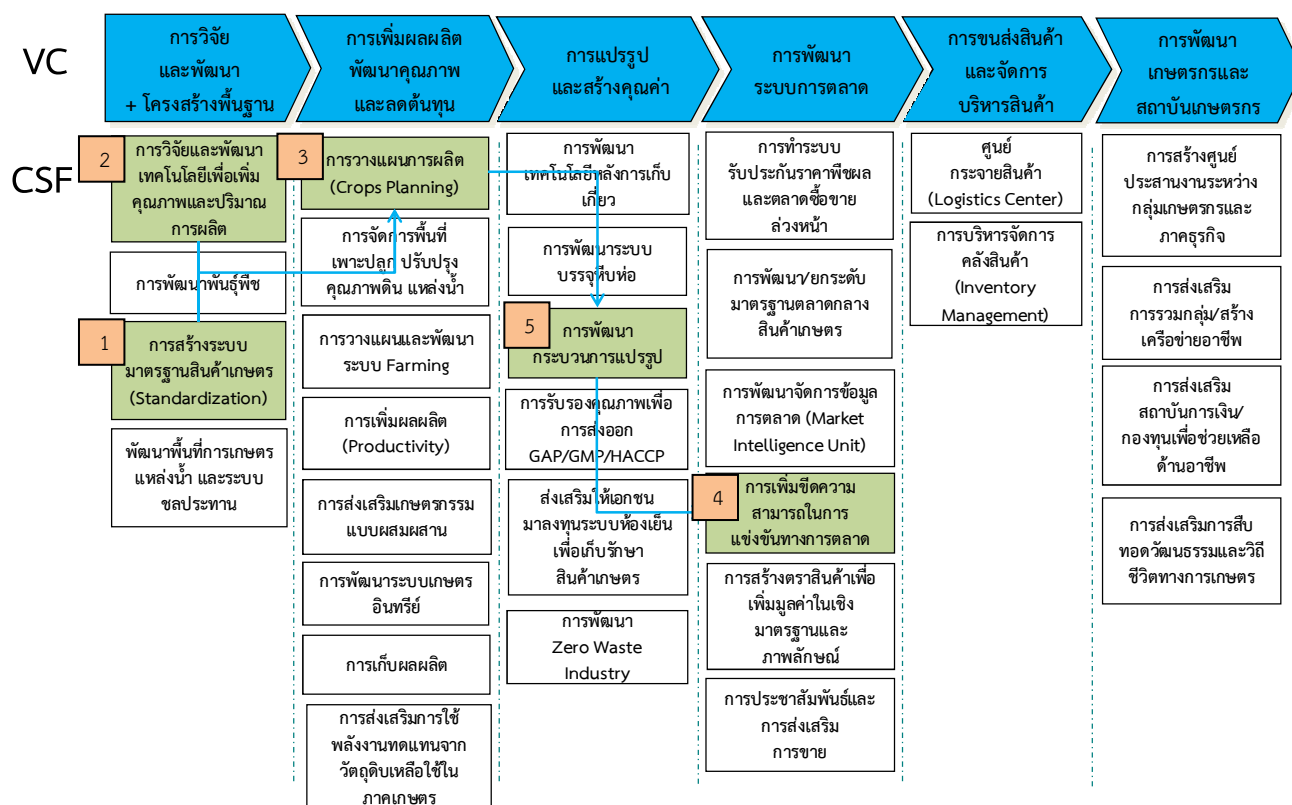 VC
การวิจัย
และพัฒนา
+ โครงสร้างพื้นฐาน
การเพิ่มผลผลิต
พัฒนาคุณภาพ
และลดต้นทุน
การแปรรูป
และสร้างคุณค่า
การพัฒนา
ระบบการตลาด
การขนส่งสินค้า
และจัดการ
บริหารสินค้า
การพัฒนา
เกษตรกรและ
สถาบันเกษตรกร
CSF
2
การวิจัยและพัฒนา
เทคโนโลยีเพื่อเพิ่ม
คุณภาพและปริมาณ
การผลิต
การพัฒนาพันธุ์พืช
1
การสร้างระบบ
มาตรฐานสินค้าเกษตร
(Standardization)
พัฒนาพื้นที่การเกษตร
แหล่งน้ำ และระบบ
ชลประทาน
3
การวางแผนการผลิต
(Crops Planning)
การจัดการพื้นที่
เพาะปลูก ปรับปรุง
คุณภาพดิน แหล่งน้ำ
การวางแผนและพัฒนา
ระบบ Farming
การเพิ่มผลผลิต
(Productivity)
การส่งเสริมเกษตรกรรม
แบบผสมผสาน
การพัฒนาระบบเกษตร
อินทรีย์
การเก็บผลผลิต
การส่งเสริมการใช้
พลังงานทดแทนจาก
วัตถุดิบเหลือใช้ใน
ภาคเกษตร
การพัฒนา
เทคโนโลยีหลังการเก็บ
เกี่ยว
การพัฒนาระบบ
บรรจุหีบห่อ
5
การพัฒนา
กระบวนการแปรรูป
การรับรองคุณภาพเพื่อ
การส่งออก
GAP/GMP/HACCP
ส่งเสริมให้เอกชน
มาลงทุนระบบห้องเย็น
เพื่อเก็บรักษา
สินค้าเกษตร
การพัฒนา
Zero Waste
Industry
การทำระบบ
รับประกันราคาพืชผล
และตลาดซื้อขาย
ล่วงหน้า
การพัฒนา/ยกระดับ
มาตรฐานตลาดกลาง
สินค้าเกษตร
การพัฒนาจัดการข้อมูล
การตลาด (Market
Intelligence Unit)
4
การเพิ่มขีดความ
สามารถในการ
แข่งขันทางการตลาด
การสร้างตราสินค้าเพื่อ
เพิ่มมูลค่าในเชิง
มาตรฐานและ
ภาพลักษณ์
การประชาสัมพันธ์และ
การส่งเสริม
การขาย
ศูนย์
กระจายสินค้า
(Logistics Center)
การบริหารจัดการ
คลังสินค้า
(Inventory
Management)
การสร้างศูนย์
ประสานงานระหว่าง
กลุ่มเกษตรกรและ
ภาคธุรกิจ
การส่งเสริม
การรวมกลุ่ม/สร้าง
เครือข่ายอาชีพ
การส่งเสริม
สถาบันการเงิน/
กองทุนเพื่อช่วยเหลือ
ด้านอาชีพ
การส่งเสริมการสืบ
ทอดวัฒนธรรมและวิถี
ชีวิตทางการเกษตร